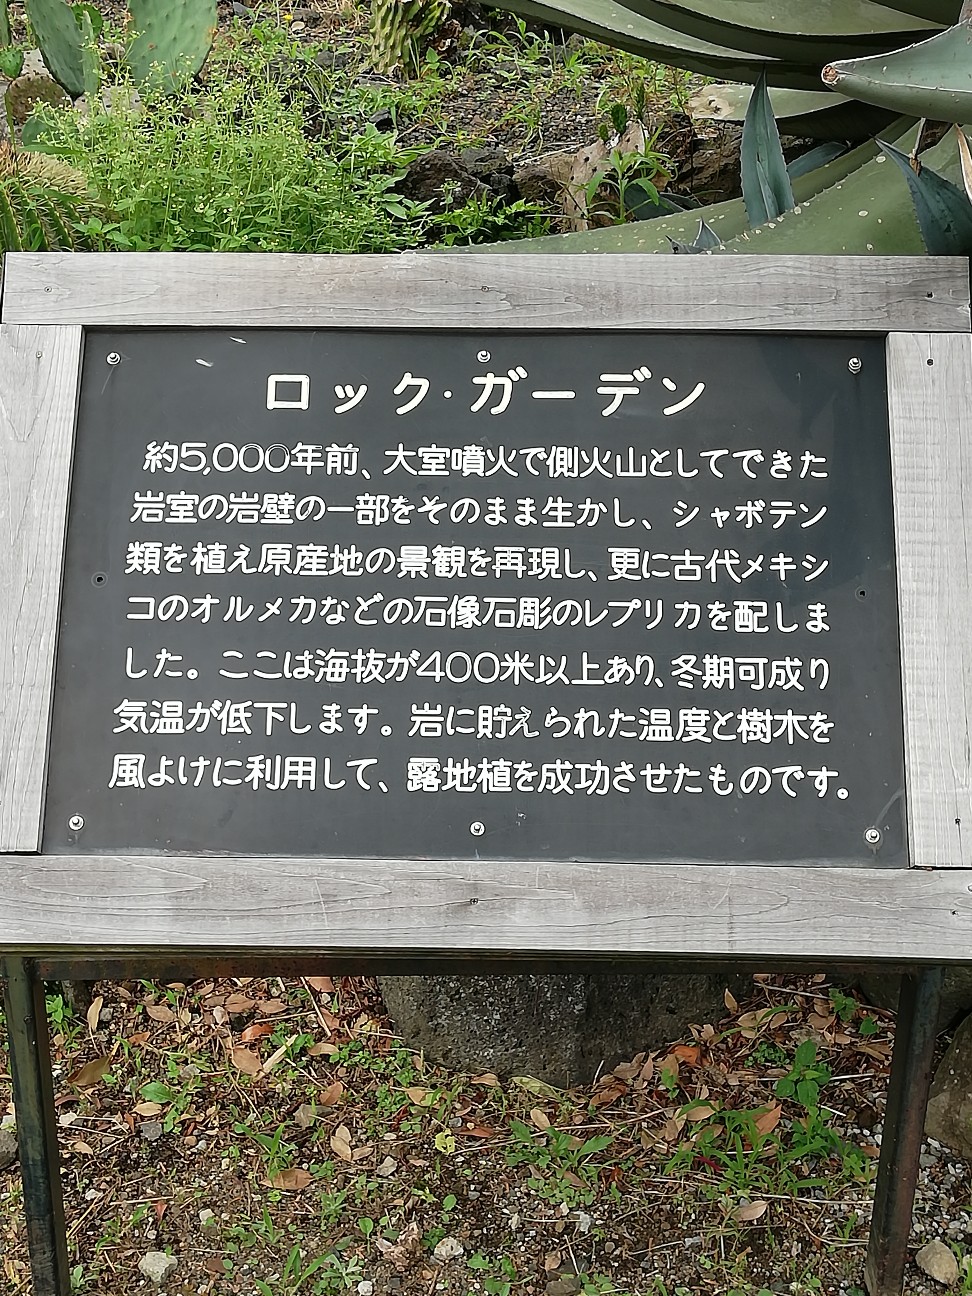 ロック・ガーデン
約5,000年前、大室噴火で側火山としてできた
岩室の岩壁の一部をそのまま生かし、シャボテン
類を植え原産地の景観を再現し、更に古代メキシ
コのオルメカなどの石像石彫のレプリカを配しま
した。ここは海抜が400米以上あり、冬期可成り
気温が低下します。岩に貯えられた温度と樹木を
風よけに利用して、露地植を成功させたものです。